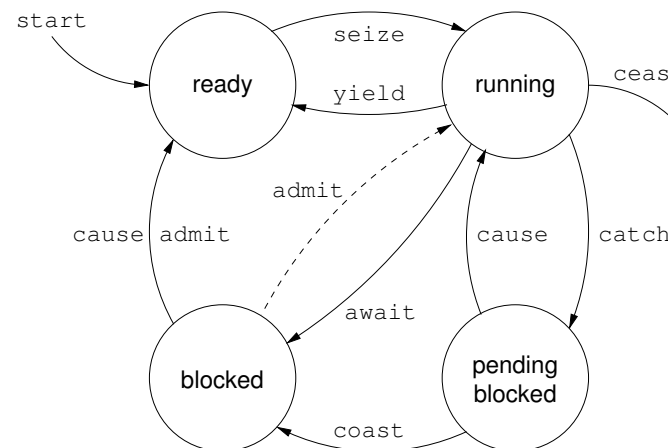 start
seize
ready
running
ceas
yield
admit
cause
admit
cause
catch
await
blocked
pending
blocked
coast